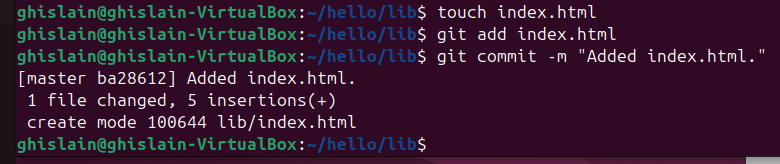 ghislain@ghislain-VirtualBox:~/hello/lib$ touch index.html
ghislain@ghislain-VirtualBox:~/hello/lib$ git add index.html
ghislain@ghislain-VirtualBox:~/hello/lib$ git commit -m "Added index.html."
[master ba28612] Added index.html.
 1 file changed, 5 insertions(+)
 create mode 100644 lib/index.html
ghislain@ghislain-VirtualBox:~/hello/lib$